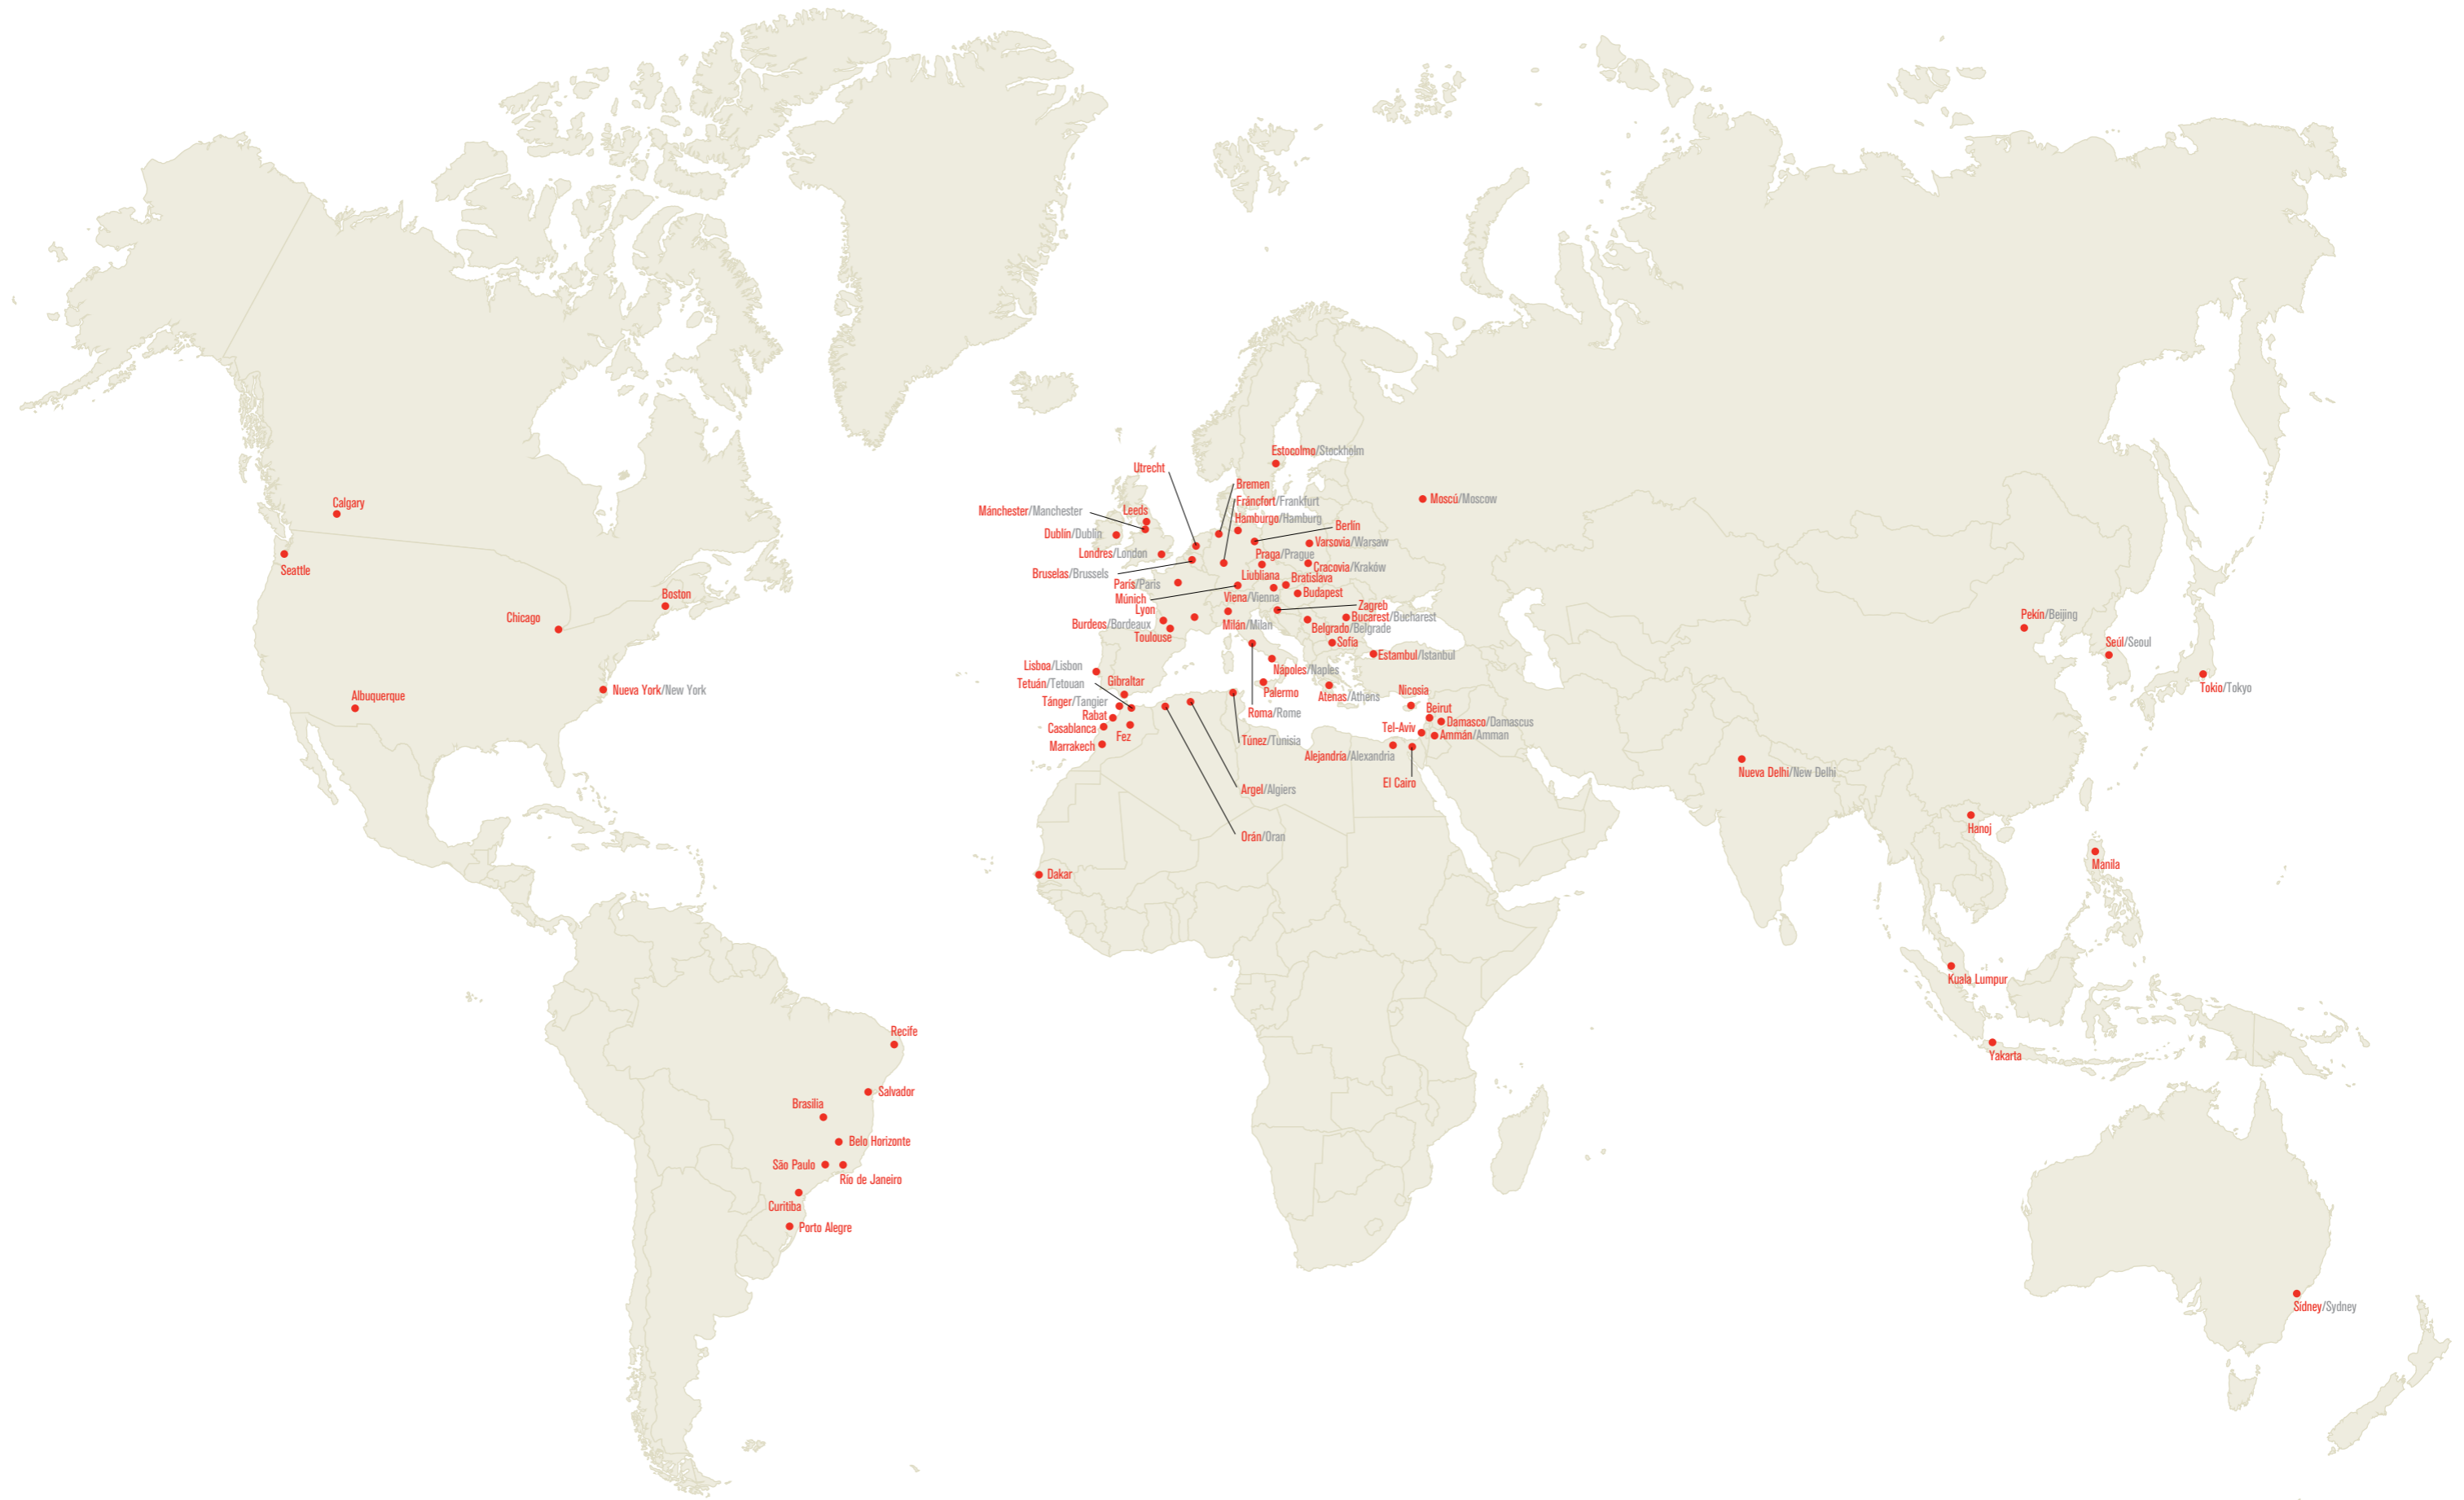 Estocolmo/Stockholm
Utrecht
Bremen
Moscú/Moscow
Fráncfort/Frankfurt
Calgary
Mánchester/Manchester
Leeds
Hamburgo/Hamburg
Berlín
Dublín/Dublin
Varsovia/Warsaw
Londres/London
Praga/Prague
Seattle
Cracovia/Kraków
Bruselas/Brussels
Liubliana
Bratislava
París/Paris
Boston
Budapest
Múnich
Viena/Vienna
Zagreb
Lyon
Chicago
Bucarest/Bucharest
Pekín/Beijing
Burdeos/Bordeaux
Milán/Milan
Belgrado/Belgrade
Toulouse
Sofía
Seúl/Seoul
Estambul/Istanbul
Lisboa/Lisbon
Nápoles/Naples
Tetuán/Tetouan
Gibraltar
Tokio/Tokyo
Nueva York/New York
Palermo
Nicosia
Albuquerque
Atenas/Athens
Tánger/Tangier
Beirut
Rabat
Roma/Rome
Damasco/Damascus
Casablanca
Tel-Aviv
Fez
Ammán/Amman
Túnez/Tunisia
Marrakech
Alejandría/Alexandria
Nueva Delhi/New Delhi
El Cairo
Argel/Algiers
Hanoj
Orán/Oran
Manila
Dakar
Kuala Lumpur
Recife
Yakarta
Salvador
Brasilia
Belo Horizonte
São Paulo
Río de Janeiro
Curitiba
Porto Alegre
Sídney/Sydney